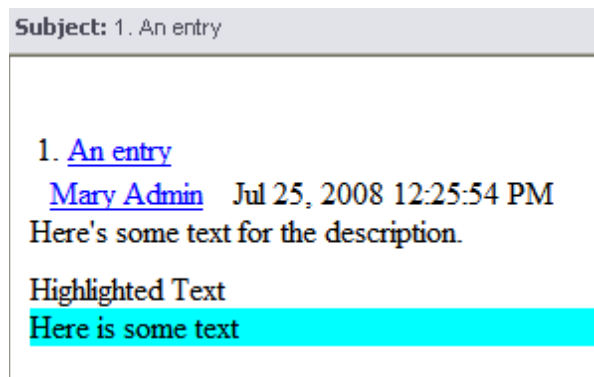 Subject: 1. An entry
1. An entry
Mary Admin Jul 25, 2008 12:25:54 PM
Here's some text for the description.
Highlighted Text
Here is some text